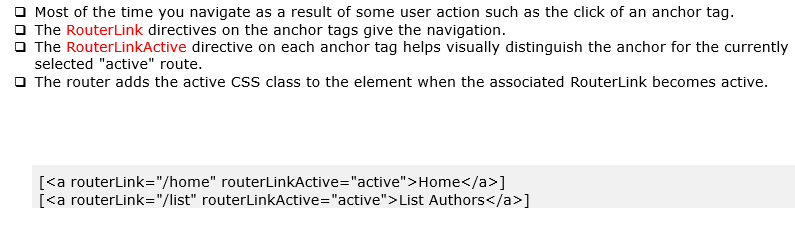 ❑ Most of the time you navigate as a result of some user action such as the click of an anchor tag.
❑ The RouterLink directives on the anchor tags give the navigation.
❑ The RouterLinkActive directive on each anchor tag helps visually distinguish the anchor for the currently
selected "active" route.
❑ The router adds the active CSS class to the element when the associated RouterLink becomes active.
[<a routerLink="/home" routerLinkActive="active">Home</a>]
[<a routerLink="/list" routerLinkActive="active">List Authors</a>]